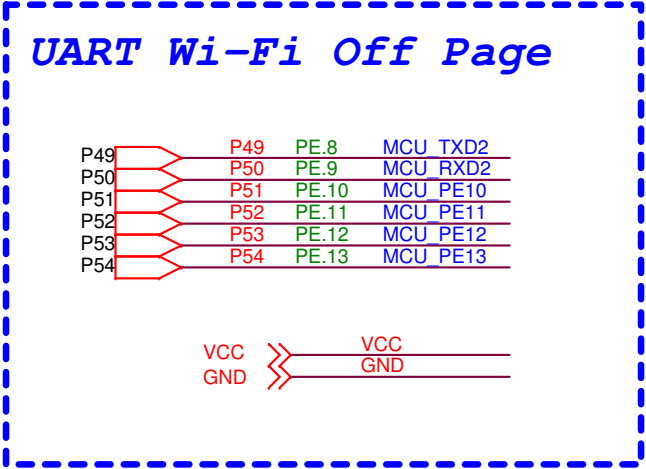 UART Wi-Fi Off Page
P49 P49 PE.8 MCU_TXD2
P50 P50 PE.9 MCU_RXD2
P51 P51 PE.10 MCU_PE10
P52 P52 PE.11 MCU_PE11
P53 P53 PE.12 MCU_PE12
P54 P54 PE.13 MCU_PE13
VCC VCC
GND GND